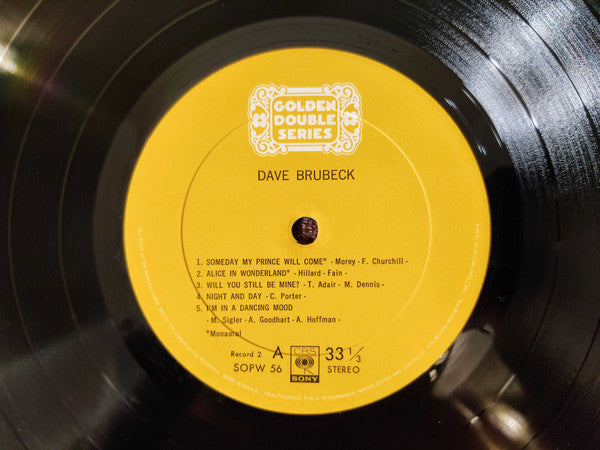 GOLDEN
DOUBLE
SERIES
DAVE BRUBECK
1. SOMEDAY MY PRINCE WILL COME* - Morey - F. Churchill -
2. ALICE IN WONDERLAND* - Hillard - Fain -
3. WILL YOU STILL BE MINE? - T. Adair - M. Dennis -
4. NIGHT AND DAY - C. Porter -
5. I'M IN A DANCING MOOD
- M. Sigler - A. Goodhart - A. Hoffman -
*Monaural
Record 2 A CBS 33 1/3
SOPW 56 SONY STEREO